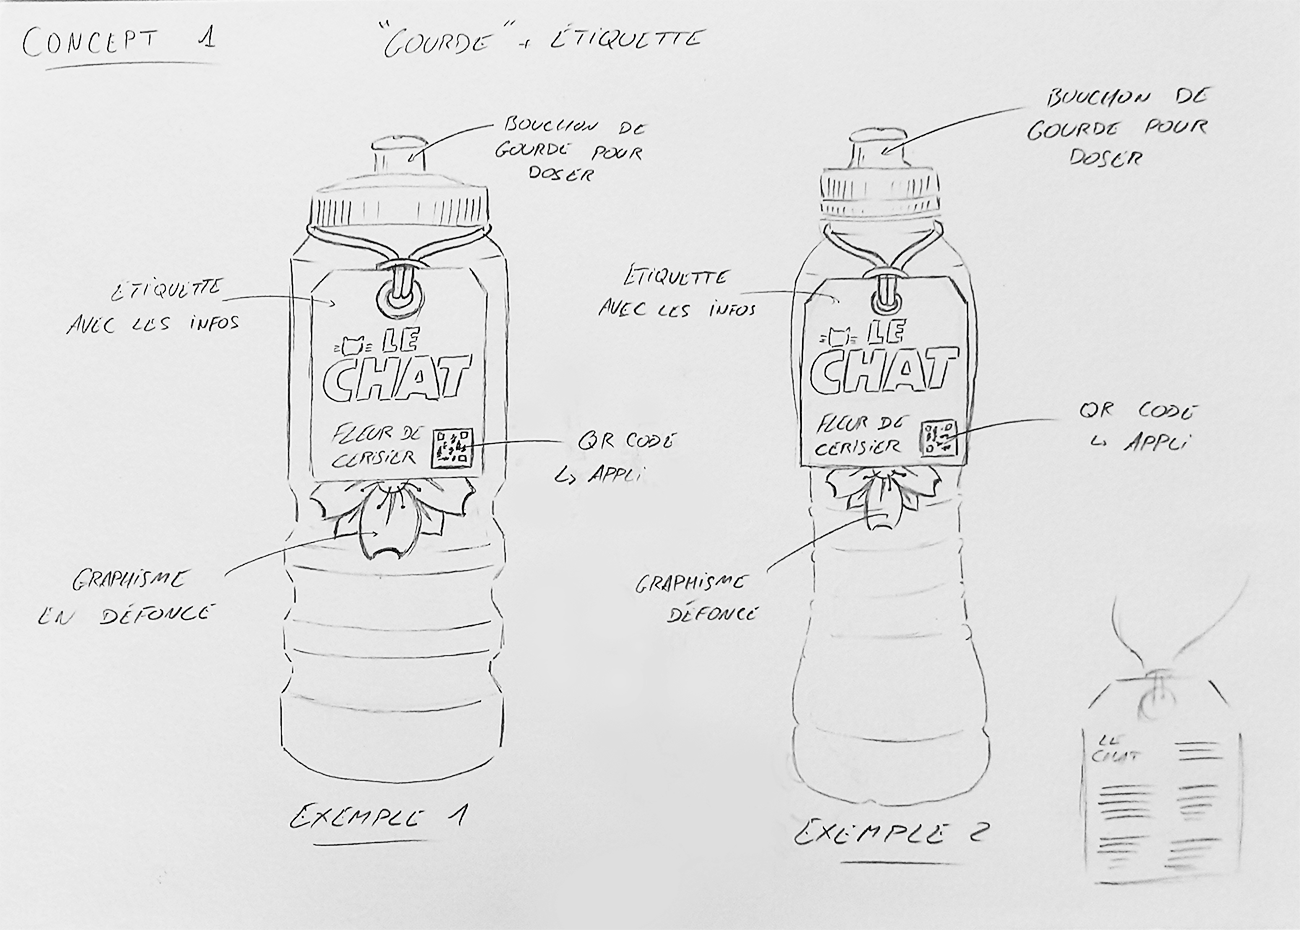 CONCEPT 1
"GOURDE" + ÉTIQUETTE
BOUCHON DE
GOURDE POUR
DOSER
ÉTIQUETTE
AVEC LES INFOS
LE
CHAT
FLEUR DE
CERISIER
QR CODE
↳ APPLI
GRAPHISME
EN DÉFONCE
EXEMPLE 1
BOUCHON DE
GOURDE POUR
DOSER
ÉTIQUETTE
AVEC LES INFOS
LE
CHAT
FLEUR DE
CERISIER
QR CODE
↳ APPLI
GRAPHISME
DÉFONCE
EXEMPLE 2
LE
CHAT